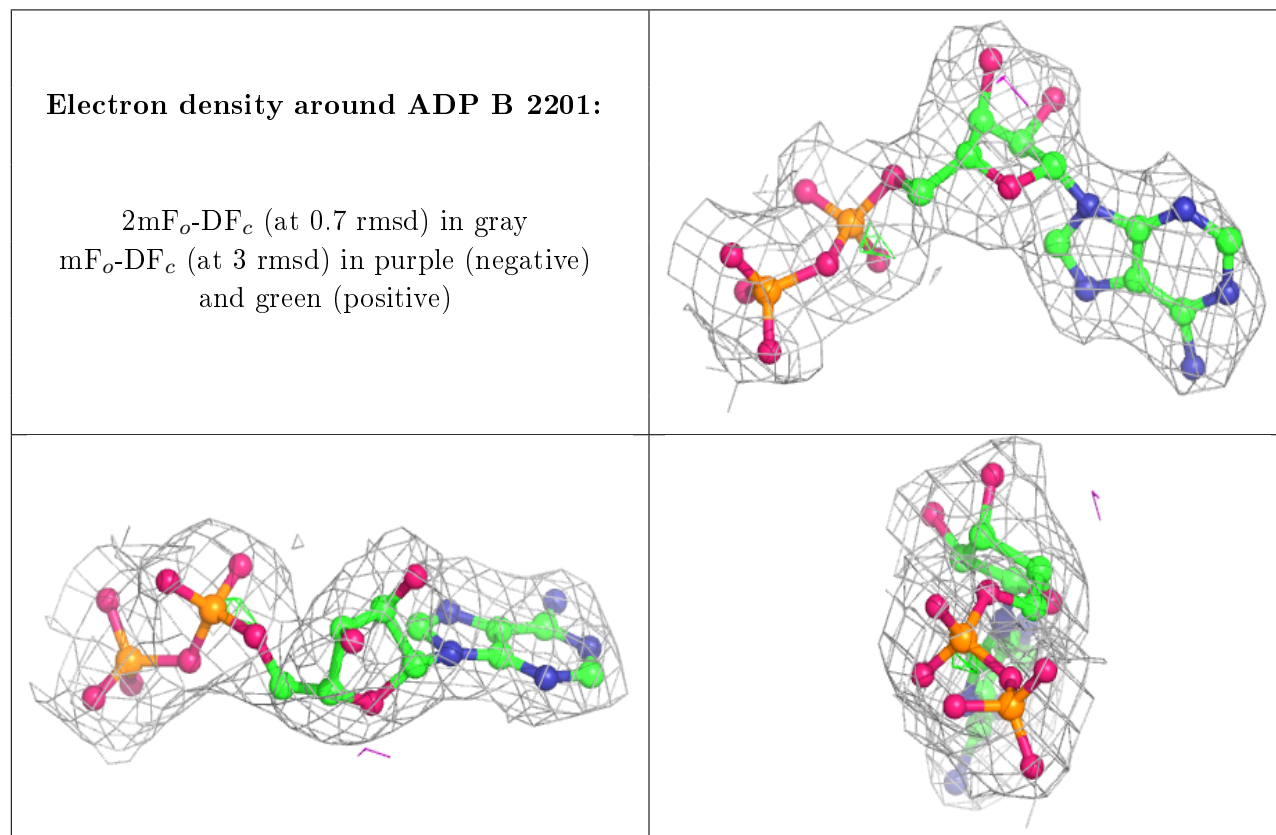 Electron density around ADP B 2201:
2mFₒ-DF𝒸 (at 0.7 rmsd) in gray
mFₒ-DF𝒸 (at 3 rmsd) in purple (negative)
and green (positive)